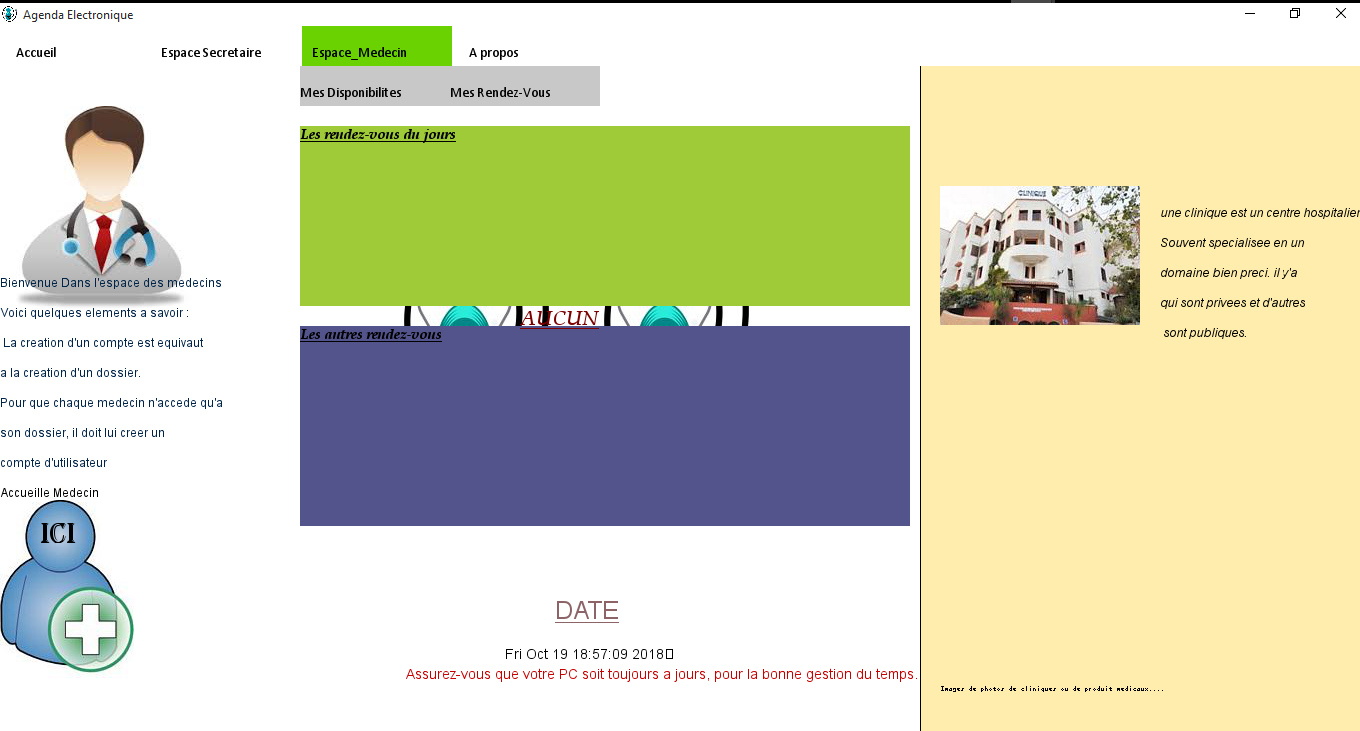 Agenda Electronique
Accueil
Espace Secretaire
Espace_Medecin
A propos
Mes Disponibilites
Mes Rendez-Vous
Les rendez-vous du jours
AUCUN
Les autres rendez-vous
Bienvenue Dans l'espace des medecins
Voici quelques elements a savoir :
La creation d'un compte est equivaut
a la creation d'un dossier.
Pour que chaque medecin n'accede qu'a
son dossier, il doit lui creer un
compte d'utilisateur
Accueille Medecin
ICI
DATE
Fri Oct 19 18:57:09 2018
Assurez-vous que votre PC soit toujours a jours, pour la bonne gestion du temps.
CLINIQUE
une clinique est un centre hospitalier
Souvent specialisee en un
domaine bien preci. il y'a
qui sont privees et d'autres
sont publiques.
Images de photos de cliniques ou de produit medicaux....